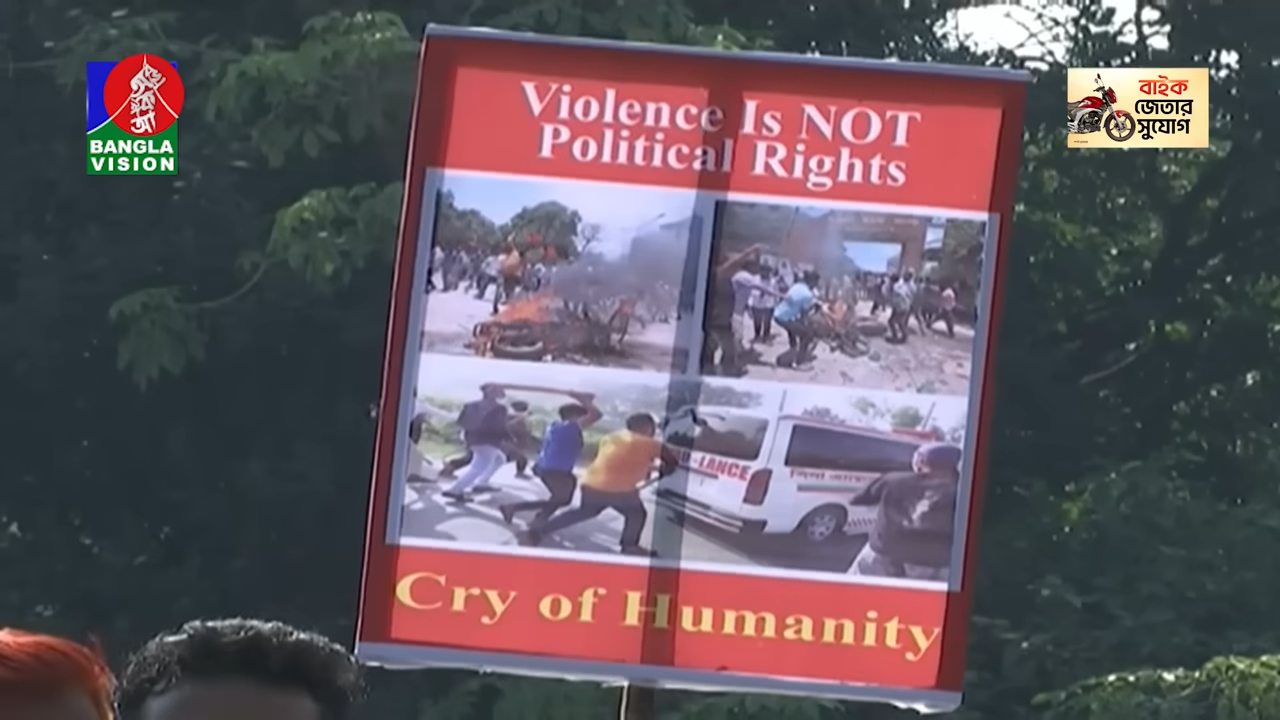 BANGLA
VISION
বাইক
জেতার
সুযোগ
Violence Is NOT
Political Rights
Cry of Humanity